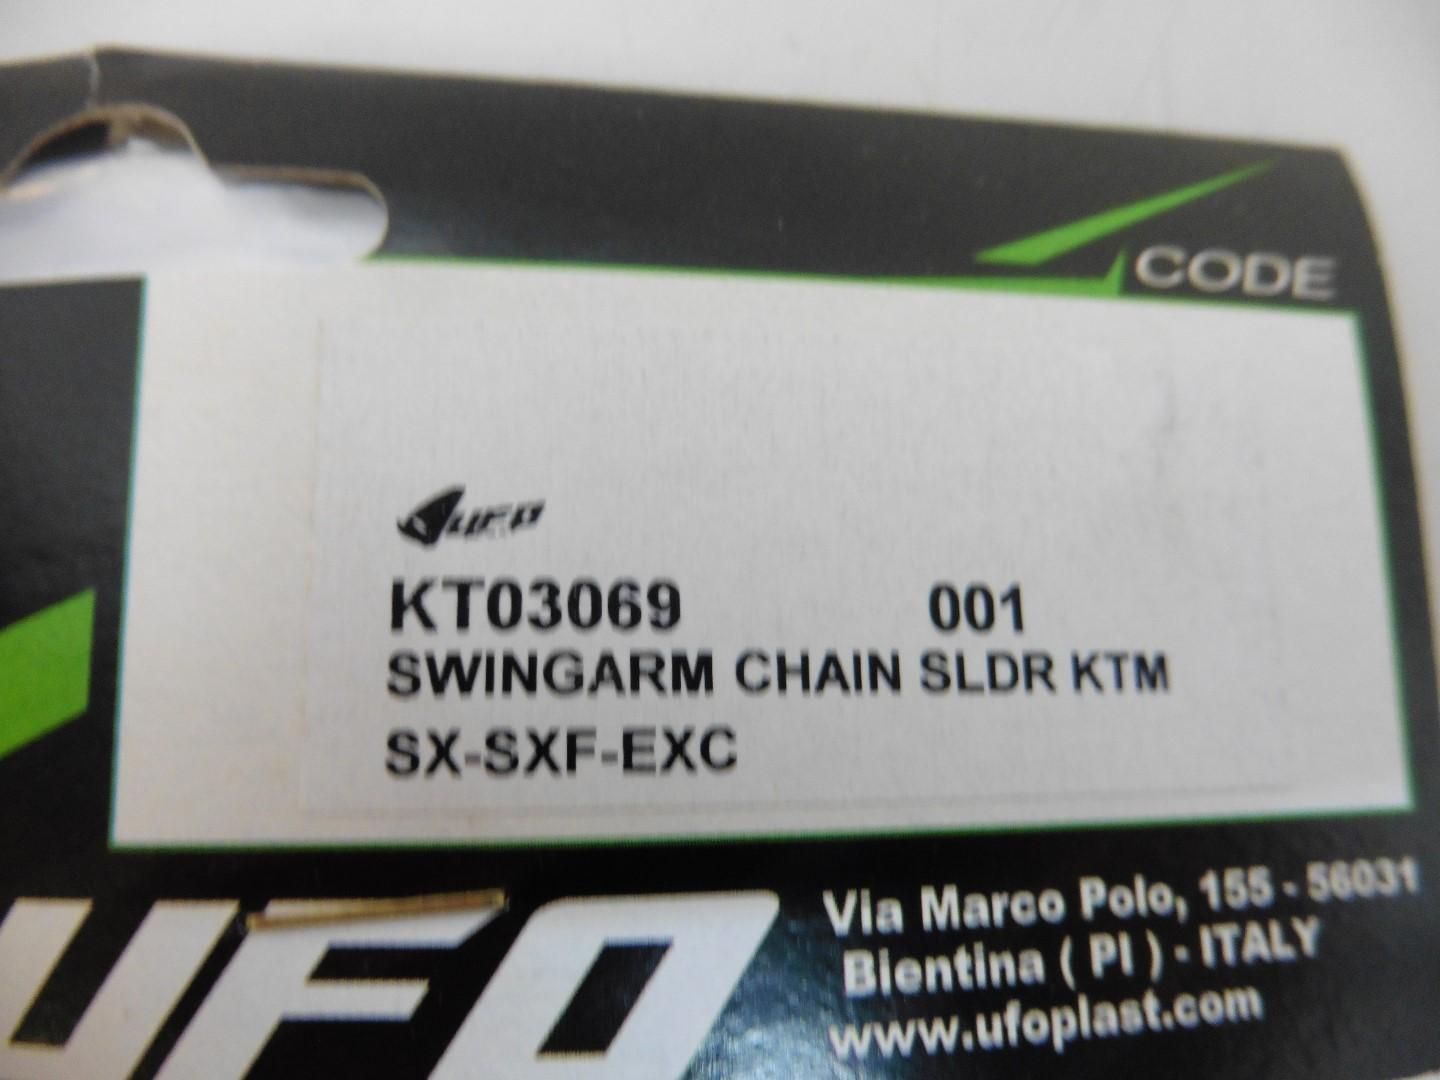 CODE
UFO
KT03069 001
SWINGARM CHAIN SLDR KTM
SX-SXF-EXC
UFO
Via Marco Polo, 155 - 56031
Bientina ( PI ) - ITALY
www.ufoplast.com